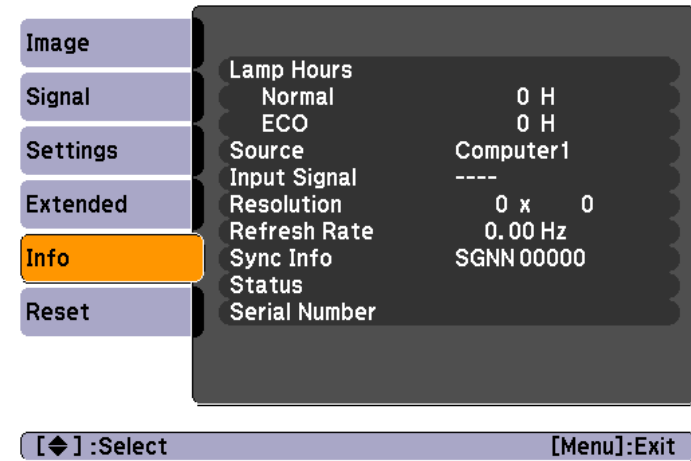 Image
Signal
Settings
Extended
Info
Reset
Lamp Hours
Normal 0 H
ECO 0 H
Source Computer1
Input Signal ----
Resolution 0 x 0
Refresh Rate 0.00 Hz
Sync Info SGNN 00000
Status
Serial Number
[◆] :Select [Menu]:Exit